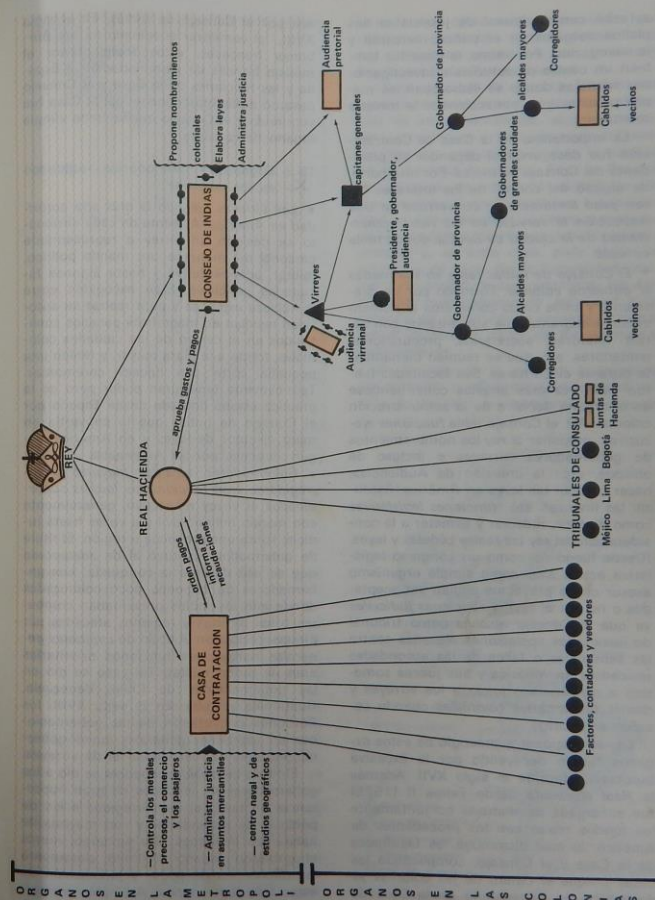 REY
CASA DE
CONTRATACION
— Controla los metales
preciosos, el comercio
y los pasajeros
— Administra justicia
en asuntos mercantiles
— centro naval y de
estudios geográficos
REAL HACIENDA
orden pagos
informa de
recaudaciones
aprueba gastos y pagos
CONSEJO DE INDIAS
Propone nombramientos
coloniales
Elabora leyes
Administra justicia
Factores, contadores y veedores
TRIBUNALES DE CONSULADO
Méjico
Lima
Bogotá
Juntas de
Hacienda
Audiencia
virreinal
Virreyes
Presidente, gobernador,
audiencia
capitanes generales
Audiencia
pretorial
Gobernador de provincia
Corregidores
Alcaldes mayores
Gobernadores
de grandes ciudades
Cabildos
vecinos
Gobernador de provincia
alcaldes mayores
Corregidores
Cabildos
vecinos
ORGANOS EN LA METROPOLI
ORGANOS EN LAS COLONIAS